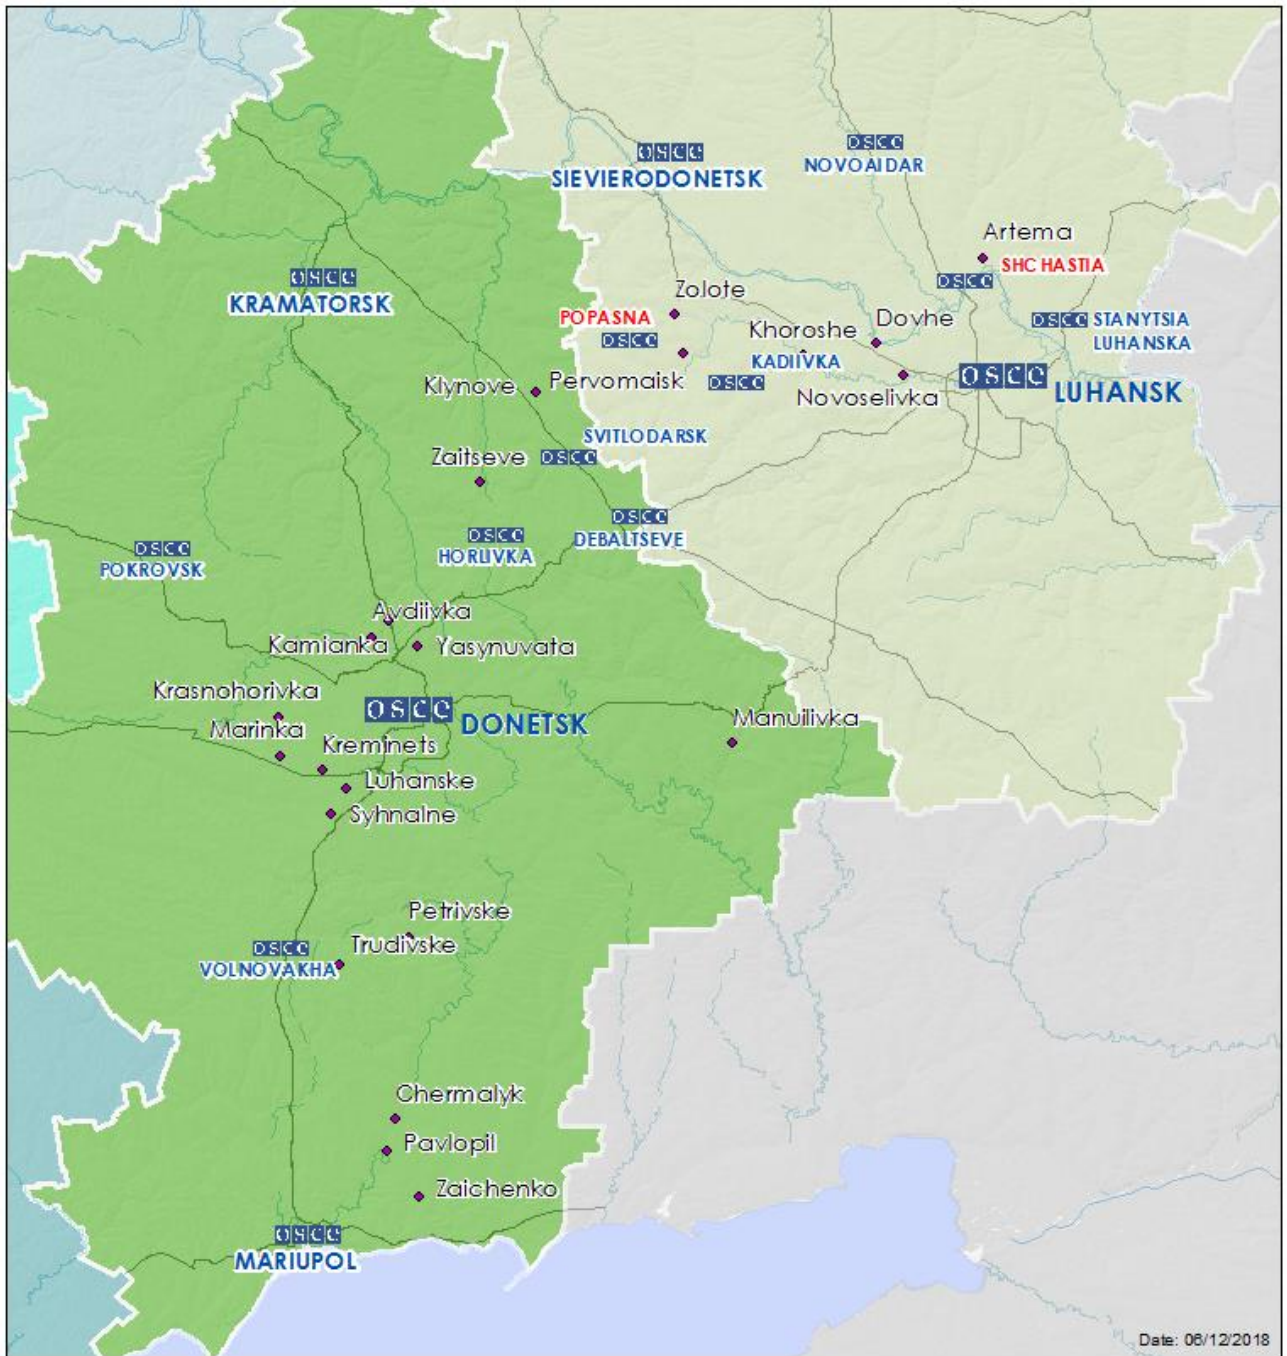 OSCE
SIEVIERODONETSK
OSCE
NOVOAIDAR
Artema
SHCHASTIA
OSCE
OSCE
KRAMATORSK
Zolote
POPASNA
OSCE
Khoroshe
KADIIVKA
OSCE
Dovhe
OSCE
STANYTSIA
LUHANSKA
OSCE
LUHANSK
Klynove
Pervomaisk
Novoselivka
SVITLODARSK
OSCE
Zaitseve
OSCE
DEBALTSEVE
OSCE
HORLIVKA
OSCE
POKROVSK
Avdiivka
Kamianka
Yasynuvata
Krasnohorivka
OSCE
DONETSK
Marinka
Kreminets
Manuilivka
Luhanske
Syhnalne
Petrivske
Trudivske
OSCE
VOLNOVAKHA
Chermalyk
Pavlopil
Zaichenko
OSCE
MARIUPOL
Date: 06/12/2018